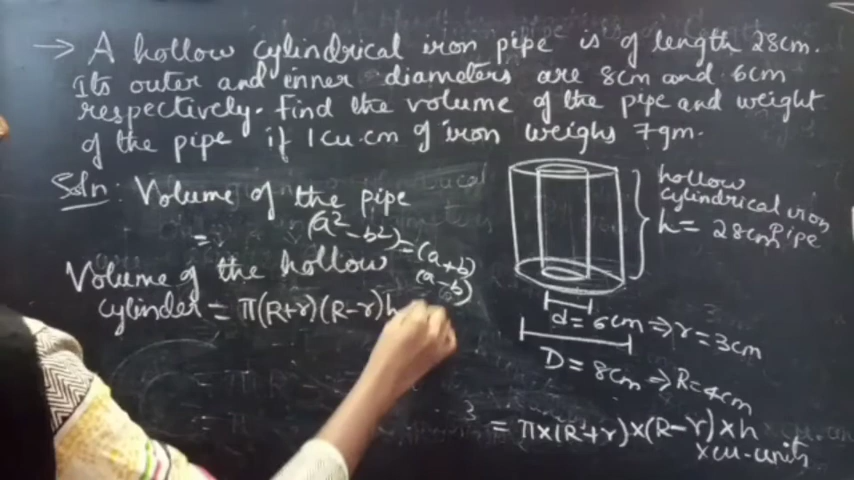 → A hollow cylindrical iron pipe is of length 28cm.
Its outer and inner diameters are 8cm and 6cm
respectively. Find the volume of the pipe and weight
of the pipe if 1cu.cm of iron weighs 7gm.
Soln: Volume of the pipe
= (a²-b²) = (a+b)
(a-b)
Volume of the hollow
cylinder = π(R+r)(R-r)h
hollow
cylindrical iron
pipe
h = 28cm
d = 6cm ⇒ r = 3cm
D = 8cm ⇒ R = 4cm
= π×(R+r)×(R-r)×h
×cu-units